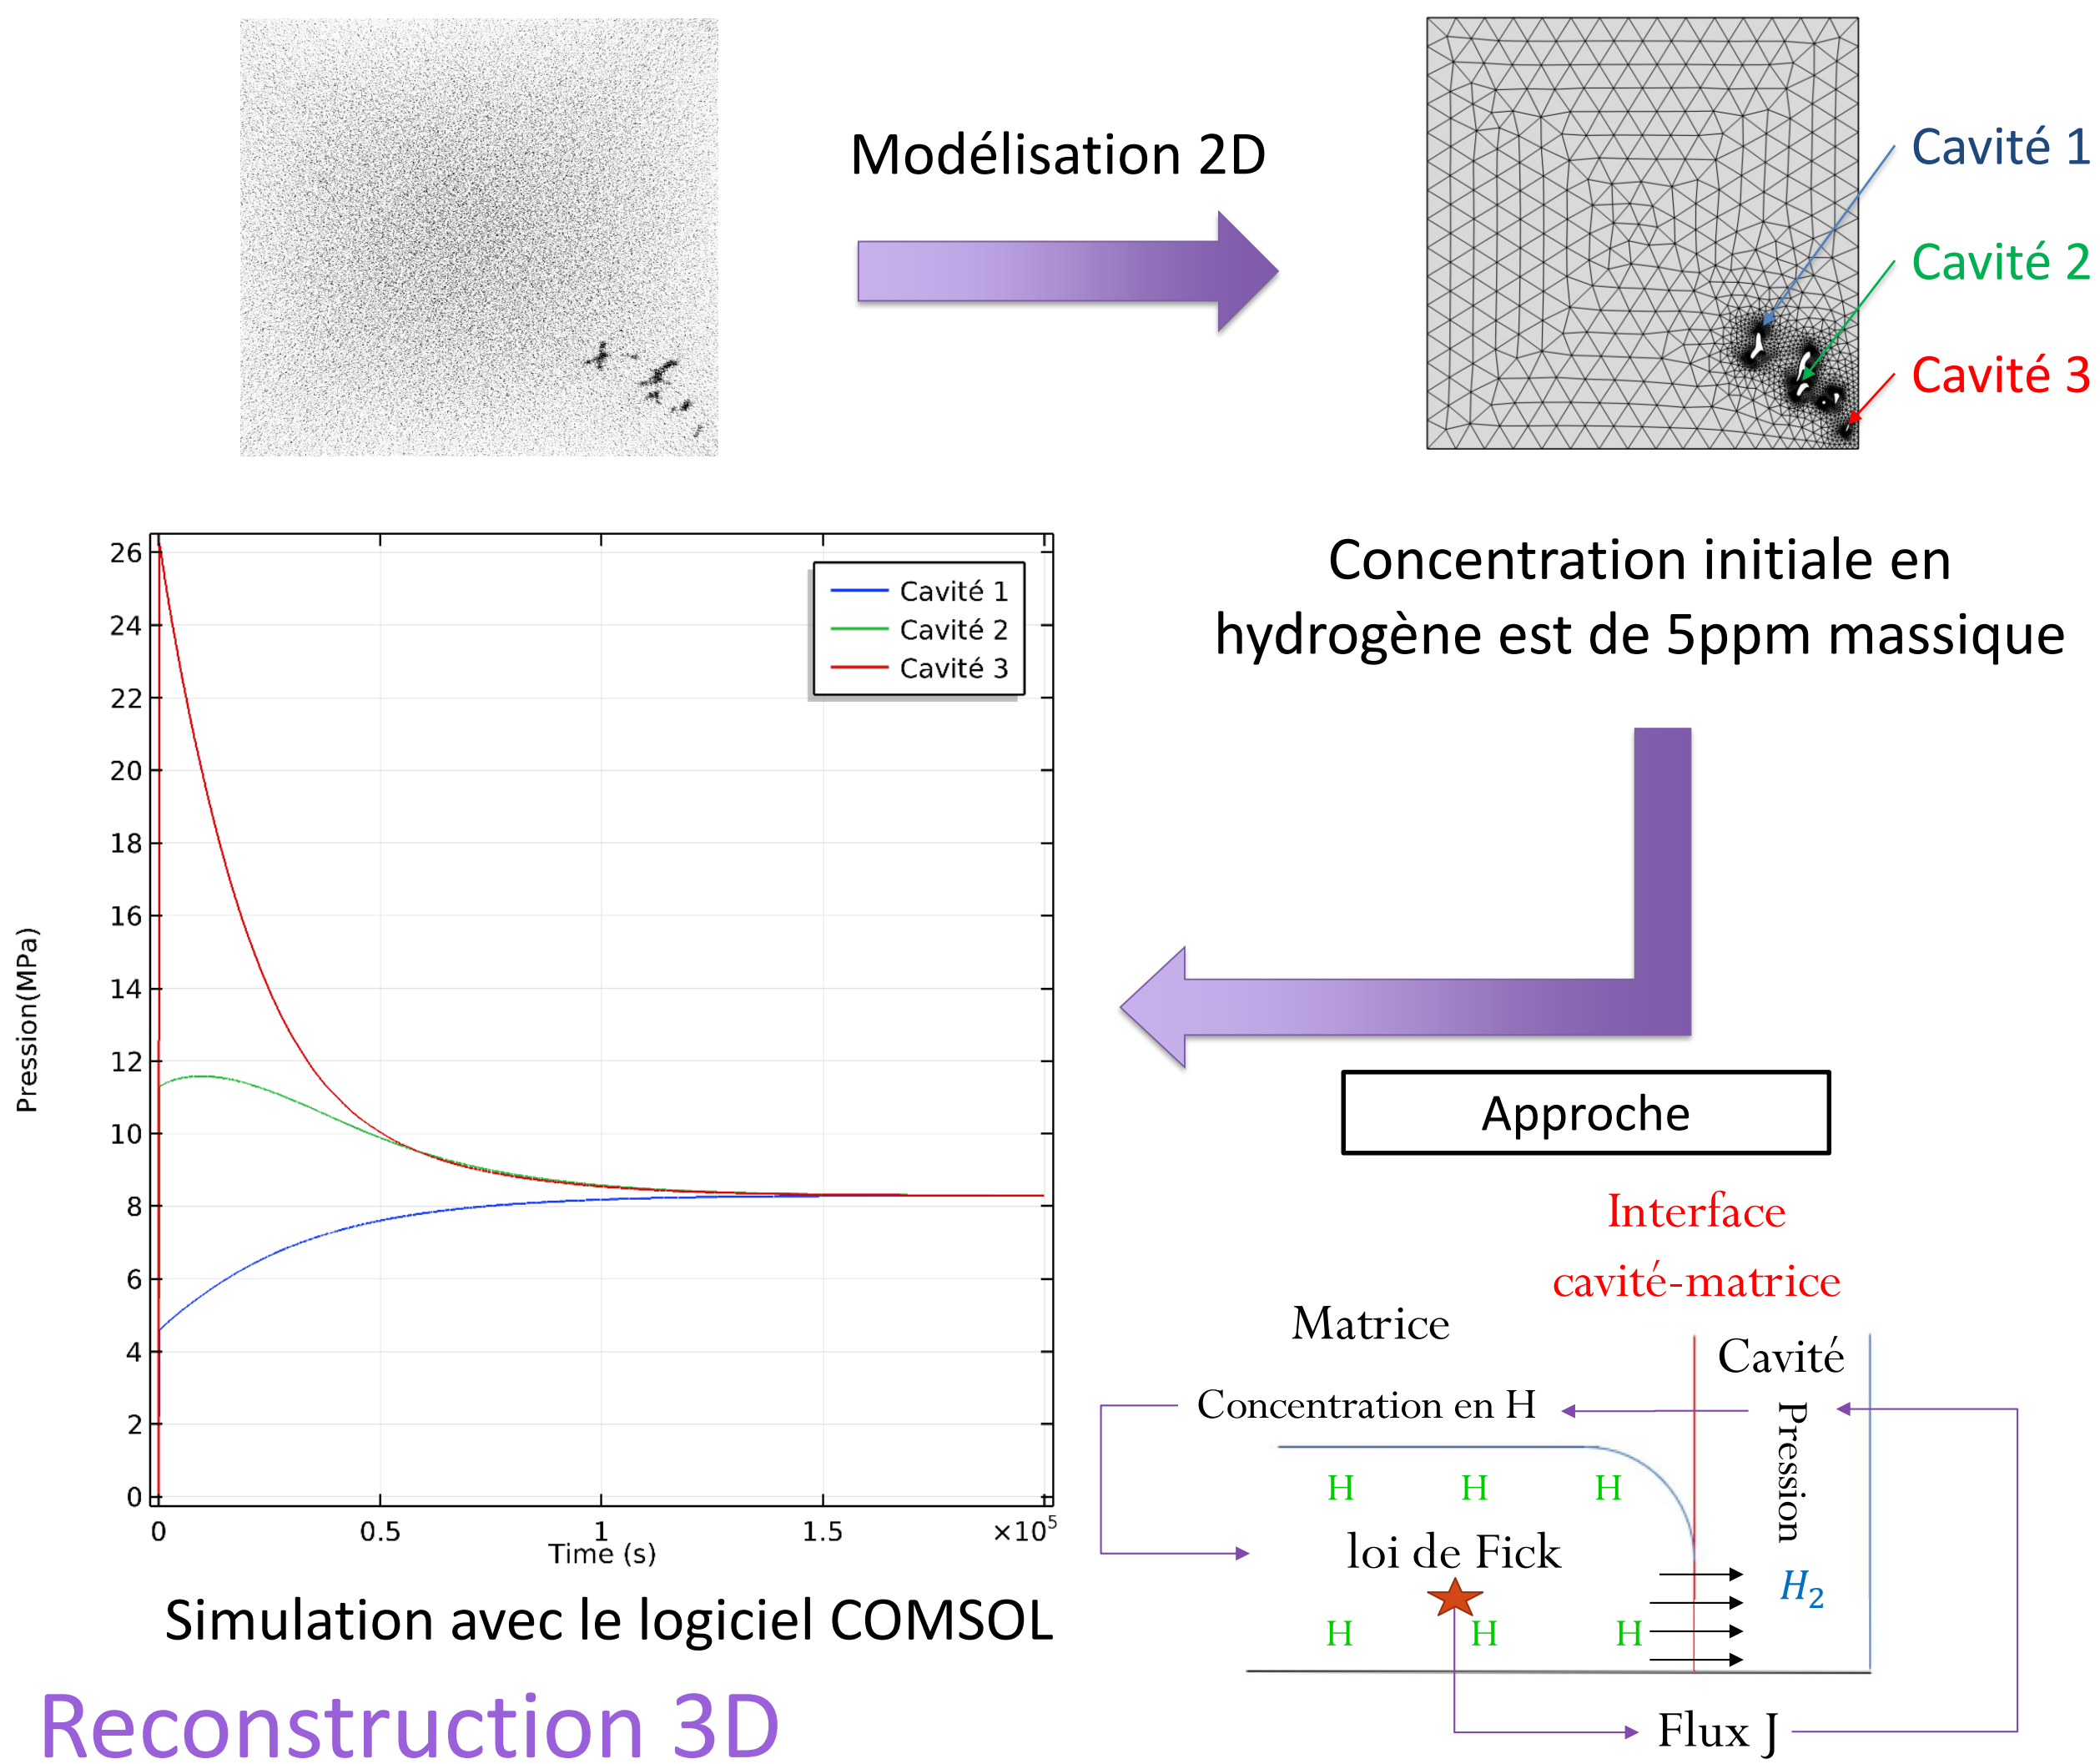 Modélisation 2D
Cavité 1
Cavité 2
Cavité 3
Concentration initiale en
hydrogène est de 5ppm massique
26
24
22
20
18
16
14
12
10
8
6
4
2
0
Pression(MPa)
Cavité 1
Cavité 2
Cavité 3
0
0.5
1
1.5
×10⁵
Time (s)
Simulation avec le logiciel COMSOL
Reconstruction 3D
Approche
Interface
cavité-matrice
Matrice
Cavité
Concentration en H
Pression
H H H
loi de Fick
H₂
H H H
Flux J